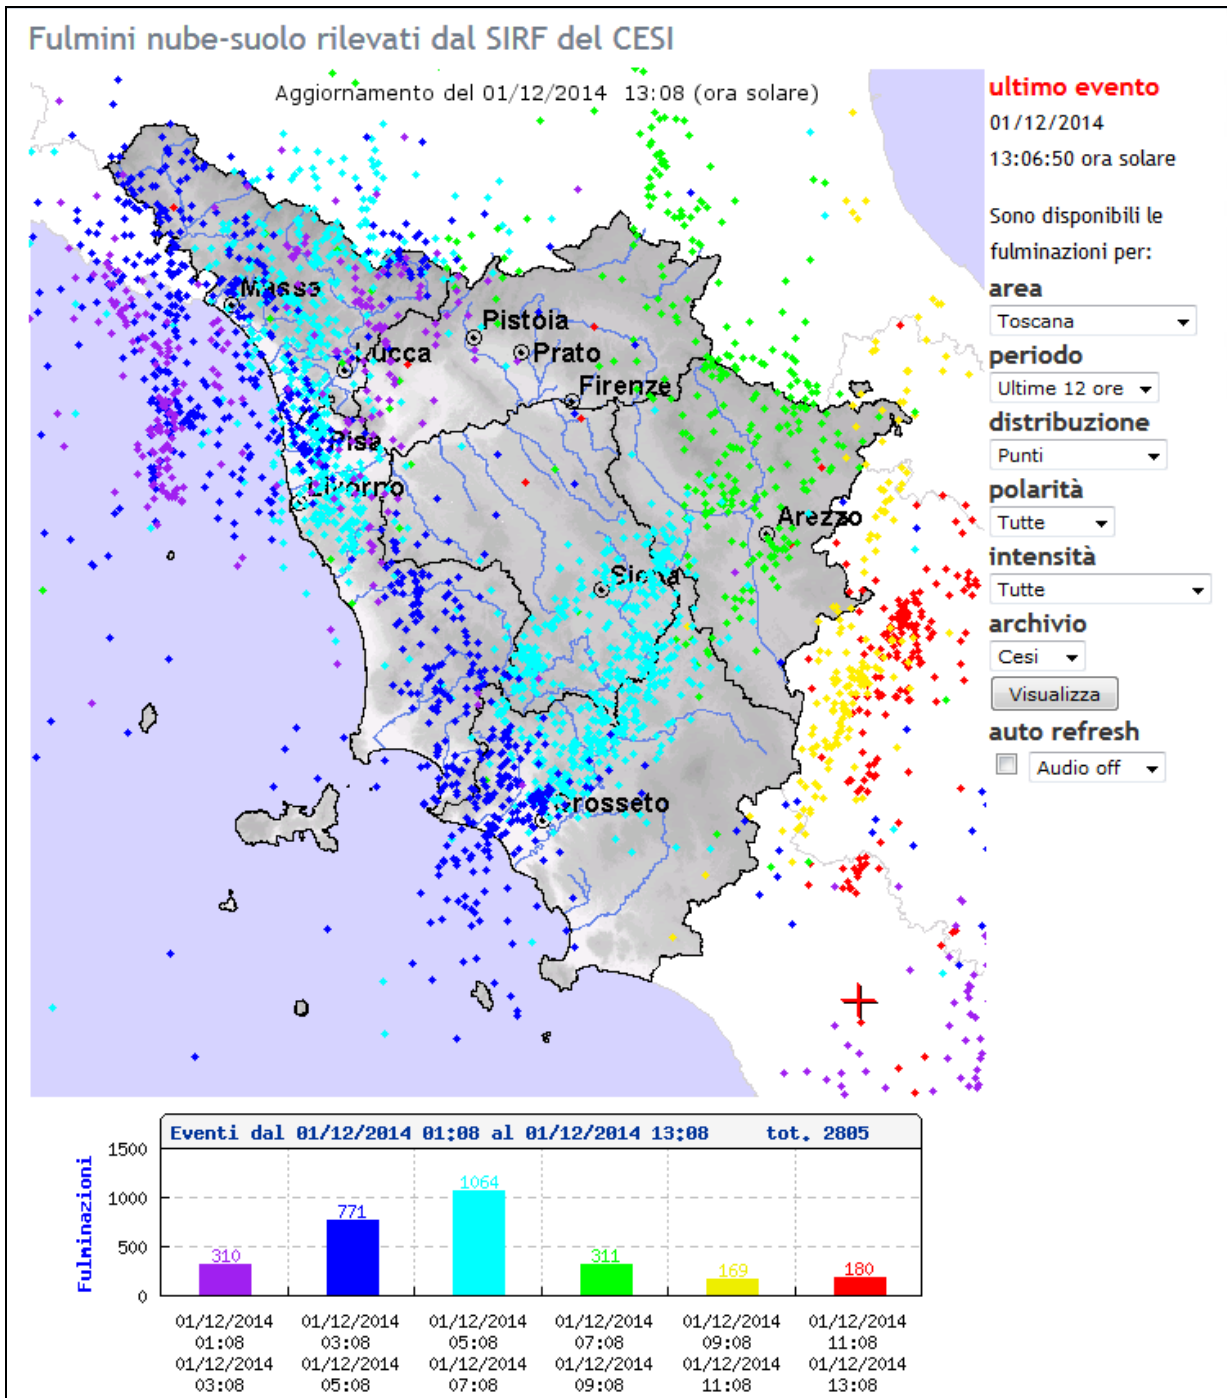 Fulmini nube-suolo rilevati dal SIRF del CESI
Aggiornamento del 01/12/2014 13:08 (ora solare)
ultimo evento
01/12/2014
13:06:50 ora solare
Sono disponibili le
fulminazioni per:
area
Toscana
periodo
Ultime 12 ore
distribuzione
Punti
polarità
Tutte
intensità
Tutte
archivio
Cesi
Visualizza
auto refresh
Audio off
Massa
Pistoia
Lucca
Prato
Firenze
Pisa
Livorno
Arezzo
Siena
Grosseto
Eventi dal 01/12/2014 01:08 al 01/12/2014 13:08 tot. 2805
Fulminazioni
1500
1000
500
0
310
771
1064
311
169
180
01/12/2014 01/12/2014 01/12/2014 01/12/2014 01/12/2014 01/12/2014
01:08 03:08 05:08 07:08 09:08 11:08
01/12/2014 01/12/2014 01/12/2014 01/12/2014 01/12/2014 01/12/2014
03:08 05:08 07:08 09:08 11:08 13:08